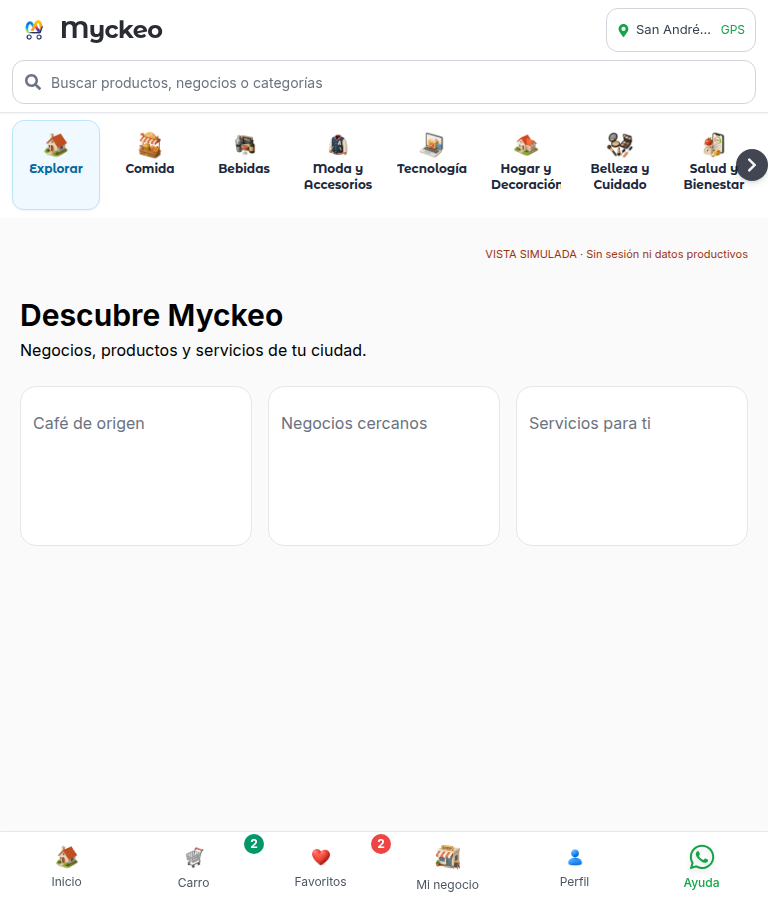 Myckeo
San André... GPS
Buscar productos, negocios o categorías
Explorar
Comida
Bebidas
Moda y
Accesorios
Tecnología
Hogar y
Decoración
Belleza y
Cuidado
Salud y
Bienestar
VISTA SIMULADA · Sin sesión ni datos productivos
Descubre Myckeo
Negocios, productos y servicios de tu ciudad.
Café de origen
Negocios cercanos
Servicios para ti
Inicio
2
Carro
2
Favoritos
Mi negocio
Perfil
Ayuda